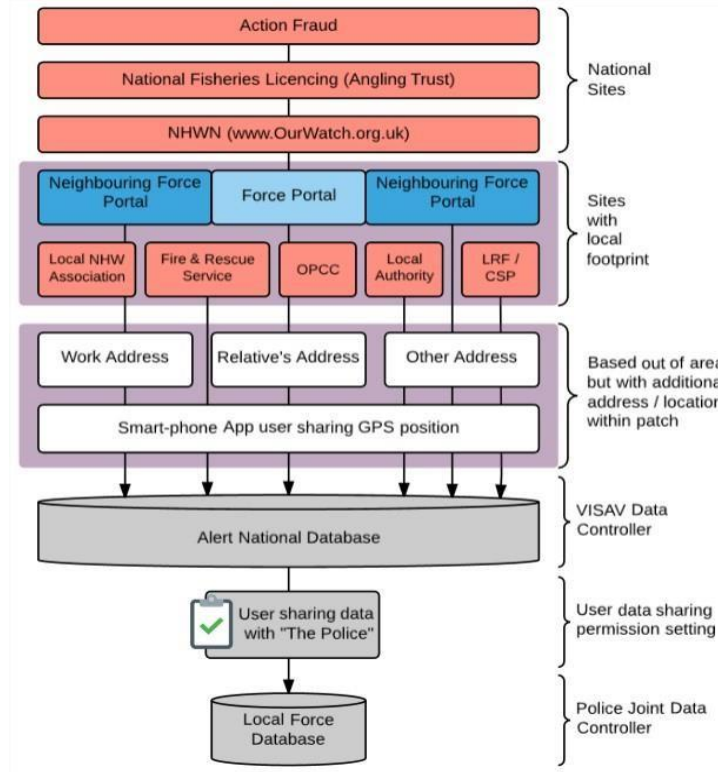 Action Fraud
National Fisheries Licencing (Angling Trust)
NHWN (www.OurWatch.org.uk)
National
Sites
Neighbouring Force
Portal
Force Portal
Neighbouring Force
Portal
Local NHW
Association
Fire & Rescue
Service
OPCC
Local
Authority
LRF /
CSP
Sites
with
local
footprint
Work Address
Relative's Address
Other Address
Smart-phone App user sharing GPS position
Based out of area
but with additiona
address / location
within patch
Alert National Database
VISAV Data
Controller
User sharing data
with "The Police"
User data sharing
permission setting
Local Force
Database
Police Joint Data
Controller